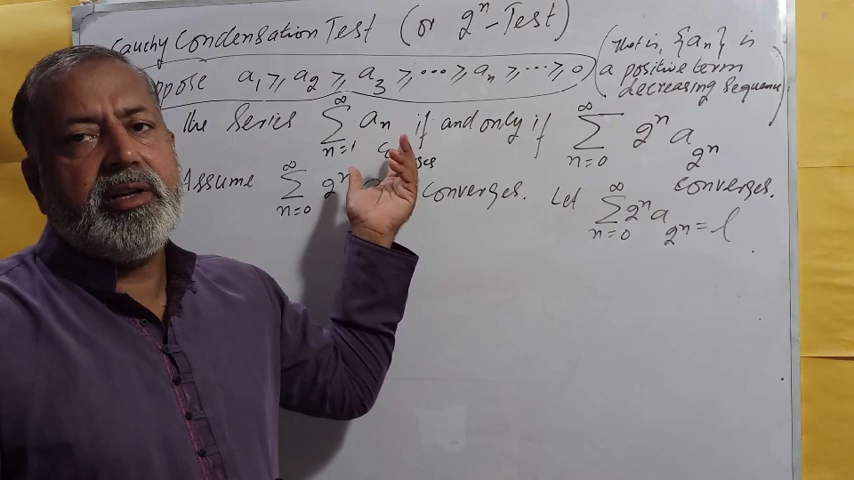 Cauchy Condensation Test (or 2ⁿ-Test)
a₁ ⩾ a₂ ⩾ a₃ ⩾ ··· ⩾ aₙ ⩾ ··· ⩾ 0 (That is, {aₙ} is
a positive term
decreasing sequence)
The Series ∑_{n=1}^{∞} aₙ if and only if ∑_{n=0}^{∞} 2ⁿ a_{2ⁿ}
converges.
Assume ∑_{n=0}^{∞} 2ⁿ converges. Let ∑_{n=0}^{∞} 2ⁿ a_{2ⁿ} = l